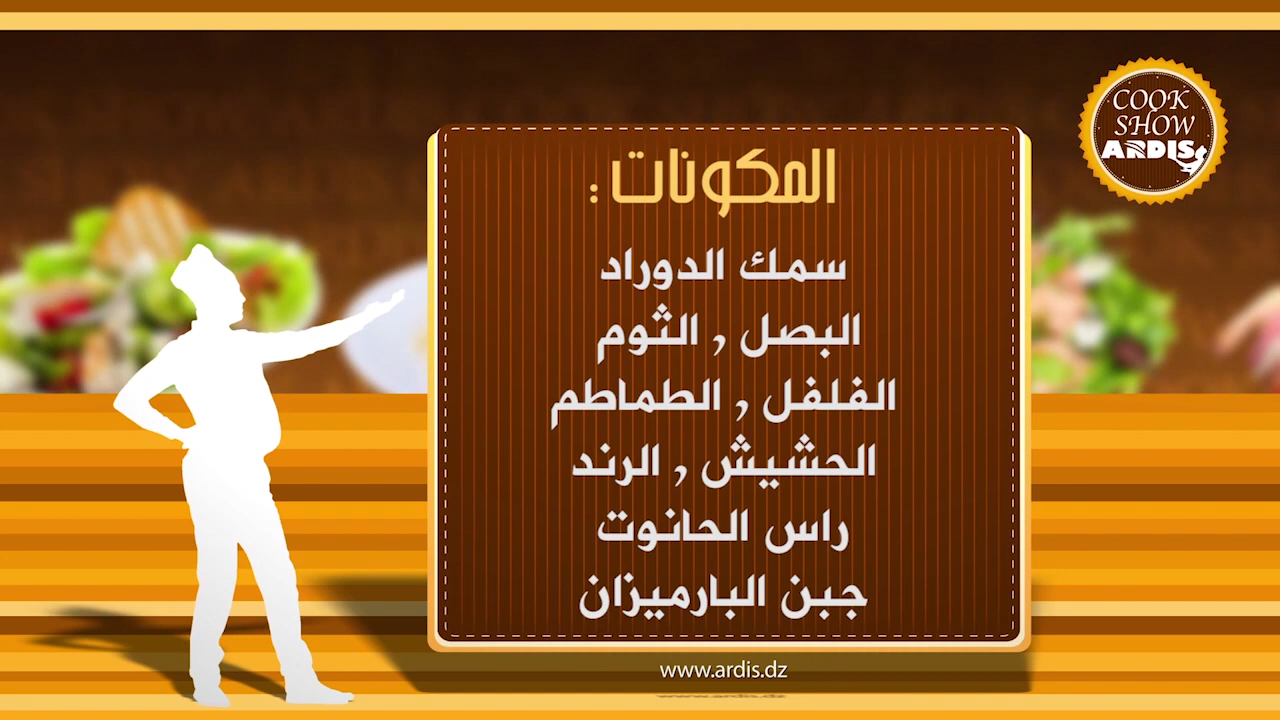 COOK
SHOW
ARDIS
المكونات :
سمك الدوراد
البصل , الثوم
الفلفل , الطماطم
الحشيش , الرند
راس الحانوت
جبن البارميزان
www.ardis.dz